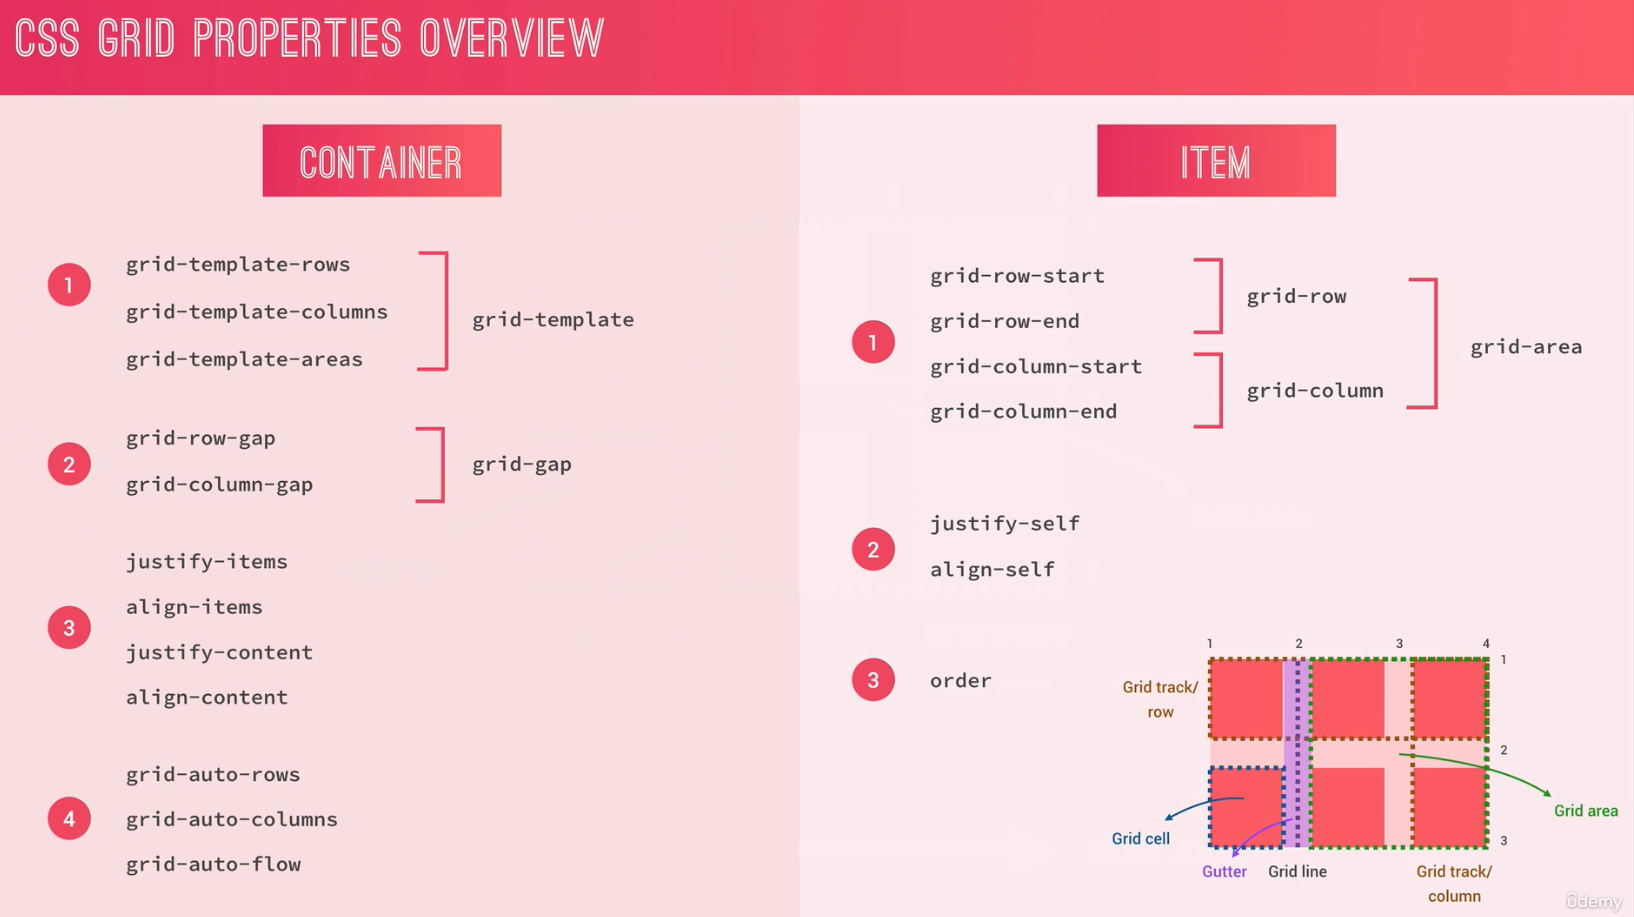 CSS GRID PROPERTIES OVERVIEW
CONTAINER
1
grid-template-rows
grid-template-columns
grid-template-areas
grid-template
2
grid-row-gap
grid-column-gap
grid-gap
3
justify-items
align-items
justify-content
align-content
4
grid-auto-rows
grid-auto-columns
grid-auto-flow
ITEM
1
grid-row-start
grid-row-end
grid-column-start
grid-column-end
grid-row
grid-column
grid-area
2
justify-self
align-self
3
order
1 2 3 4
1
2
3
Grid track/
row
Grid cell
Gutter
Grid line
Grid track/
column
Grid area
ûdemy